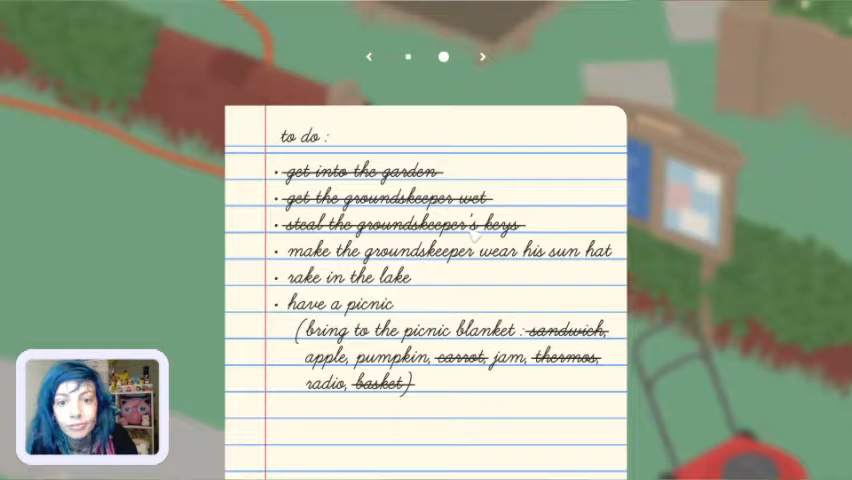 to do :
• get into the garden
• get the groundskeeper wet
• steal the groundskeeper's keys
• make the groundskeeper wear his sun hat
• rake in the lake
• have a picnic
(bring to the picnic blanket : sandwich,
apple, pumpkin, carrot, jam, thermos,
radio, basket)